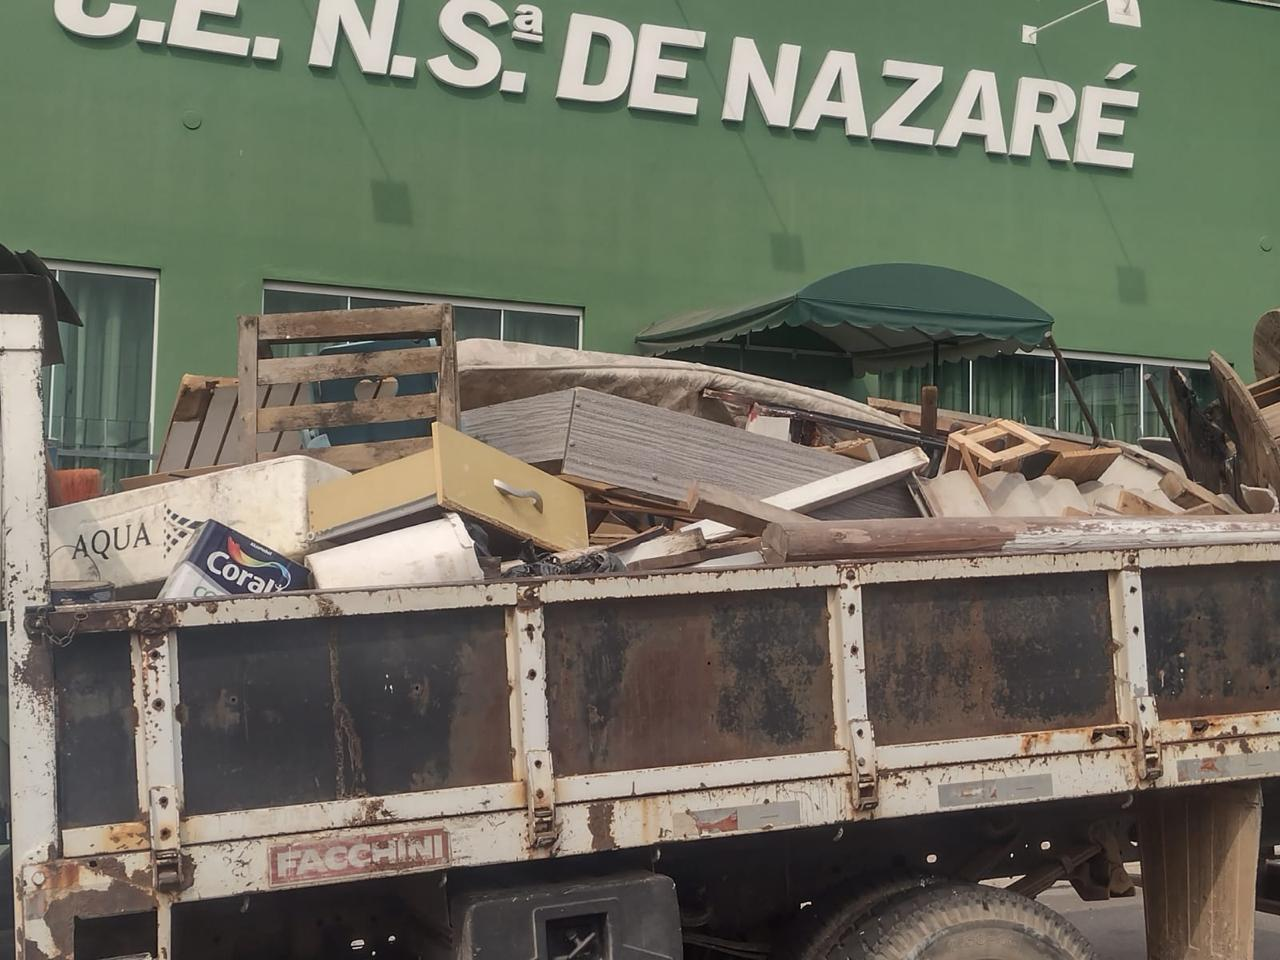 C.E. N.Sª DE NAZARÉ
AQUA
Coral
FACCHINI